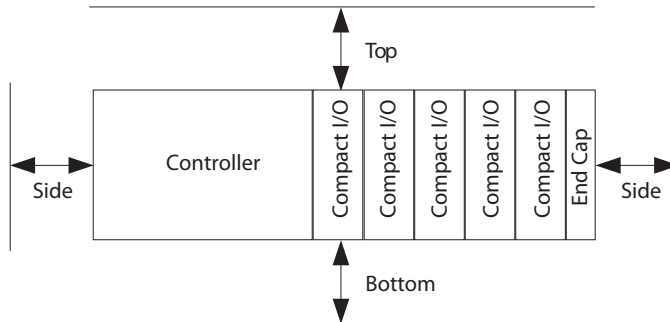 Top
Controller
Compact I/O
Compact I/O
Compact I/O
Compact I/O
Compact I/O
End Cap
Side
Side
Bottom